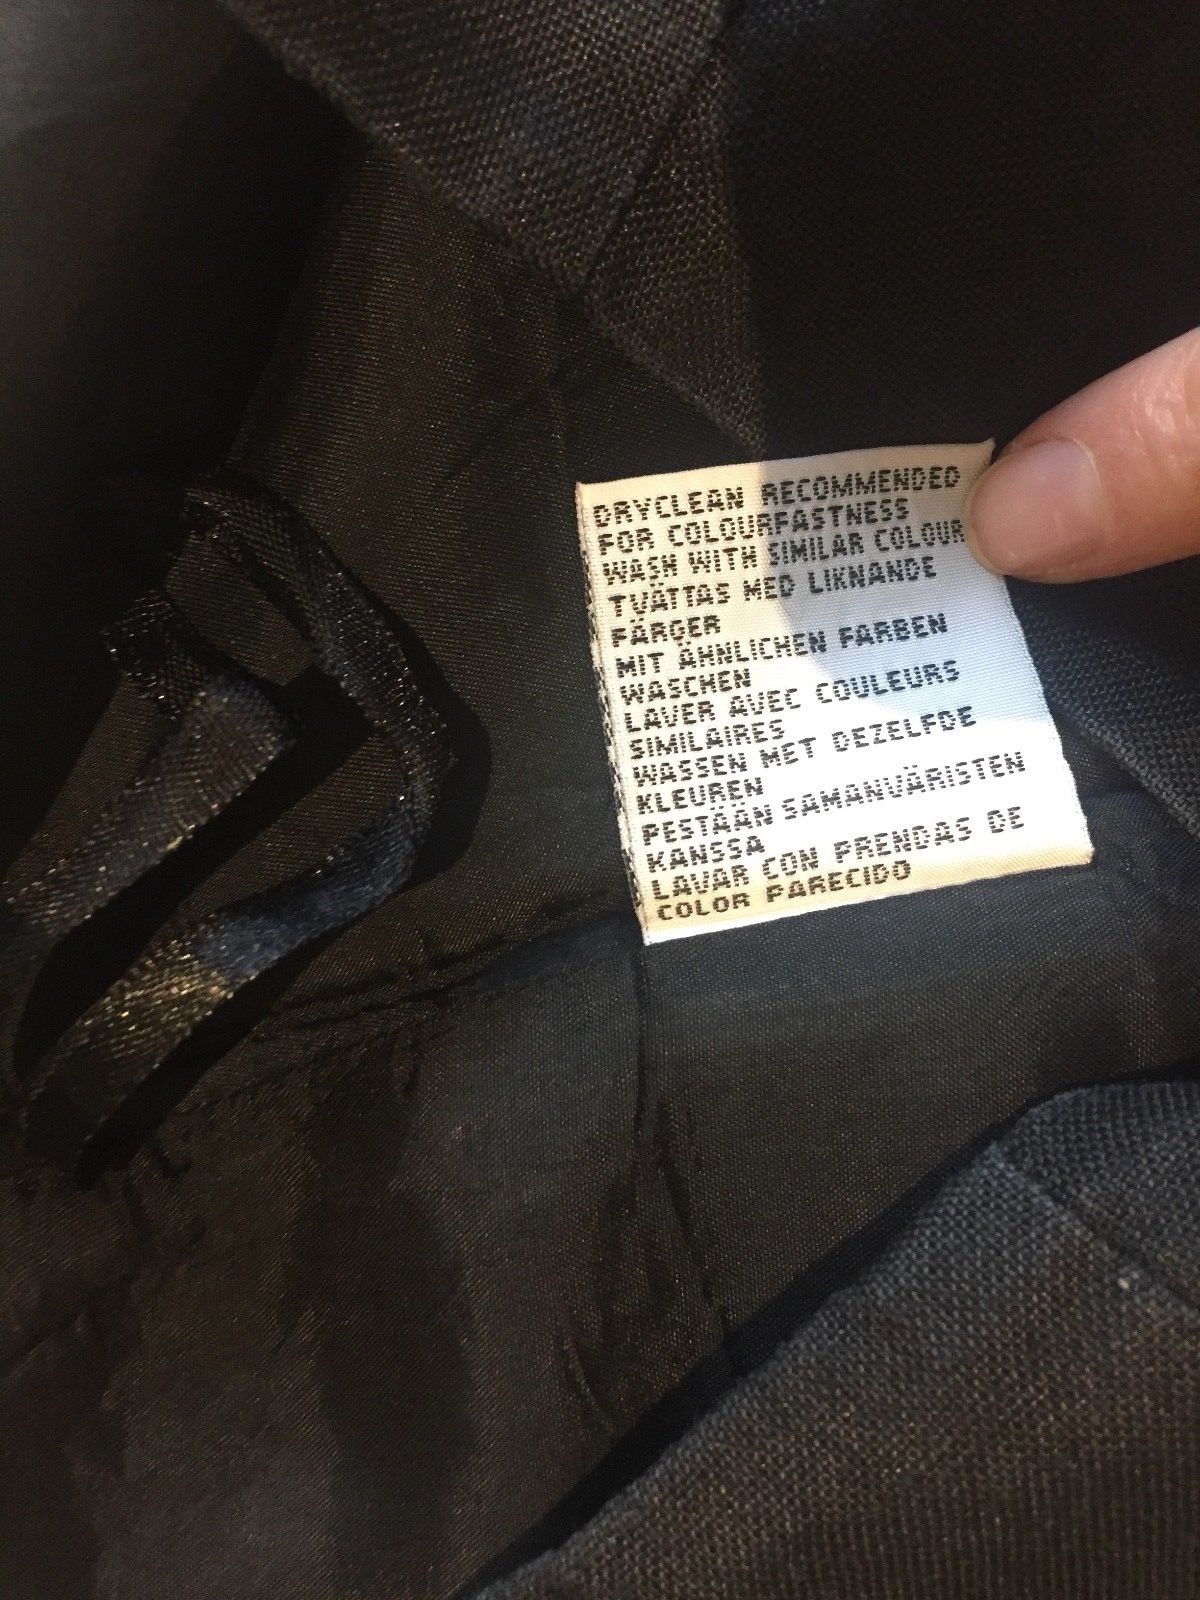 DRYCLEAN RECOMMENDED
FOR COLOURFASTNESS
WASH WITH SIMILAR COLOUR
TVÄTTAS MED LIKNANDE
FÄRGER
MIT ÄHNLICHEN FARBEN
WASCHEN
LAVER AVEC COULEURS
SIMILAIRES
WASSEN MET DEZELFDE
KLEUREN
PESTÄÄN SAMANVÄRISTEN
KANSSA
LAVAR CON PRENDAS DE
COLOR PARECIDO